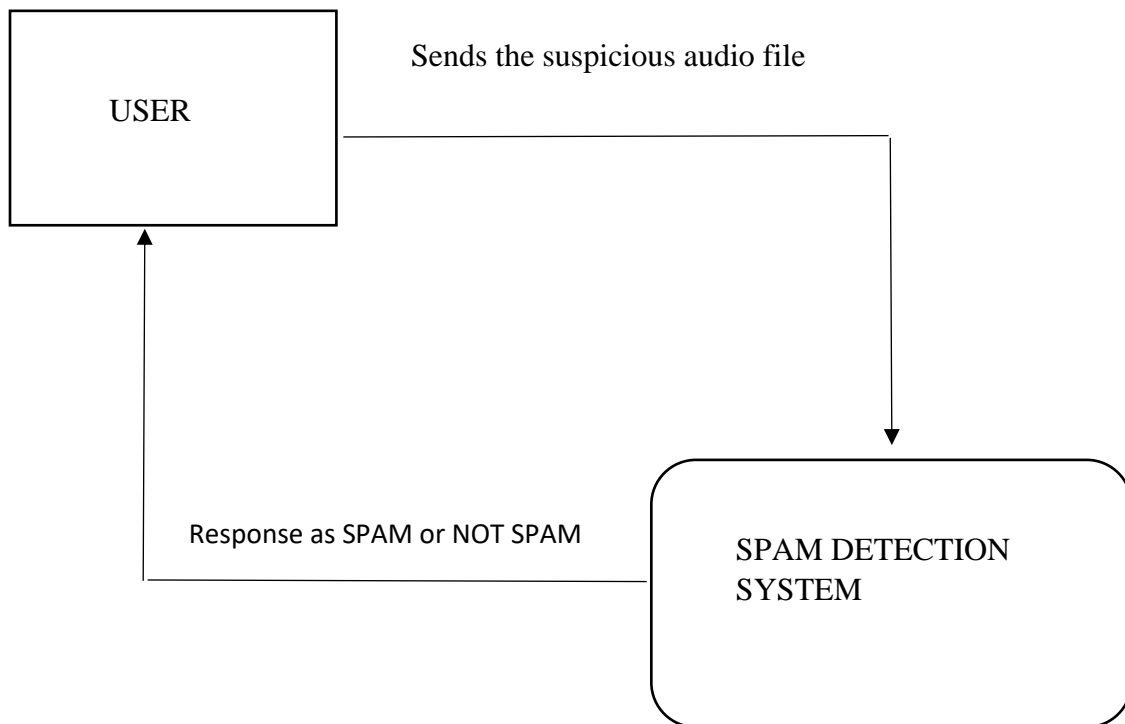 Sends the suspicious audio file
USER
Response as SPAM or NOT SPAM
SPAM DETECTION
SYSTEM